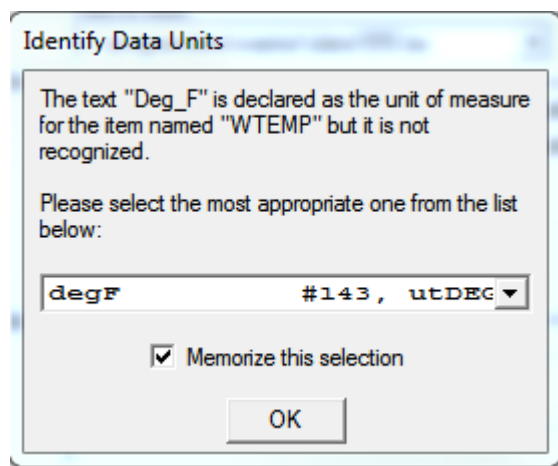 Identify Data Units
The text "Deg_F" is declared as the unit of measure
for the item named "WTEMP" but it is not
recognized.
Please select the most appropriate one from the list
below:
degF #143, utDEG
Memorize this selection
OK